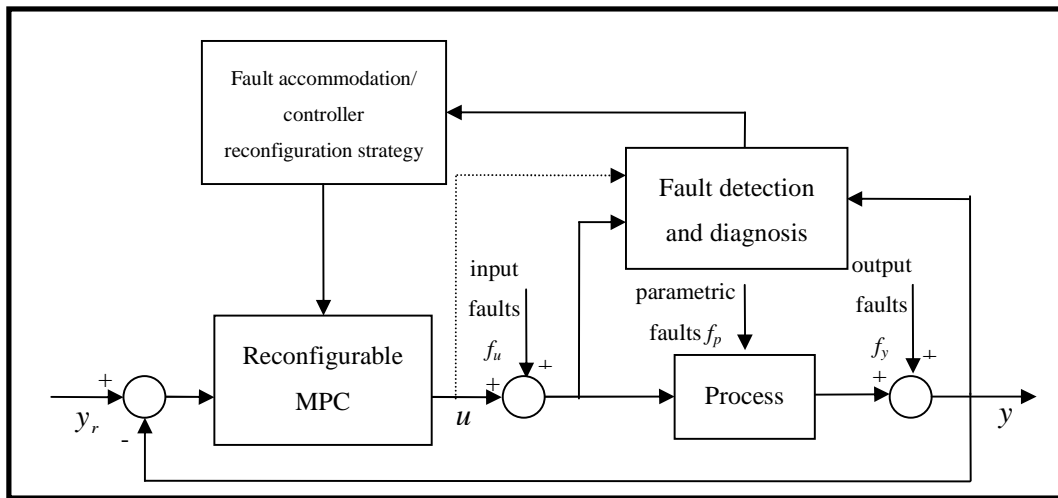 Fault accommodation/
controller
reconfiguration strategy
Fault detection
and diagnosis
input
faults
f_u
parametric
faults f_p
output
faults
f_y
+
y_r
-
Reconfigurable
MPC
u
+
+
Process
+
+
y